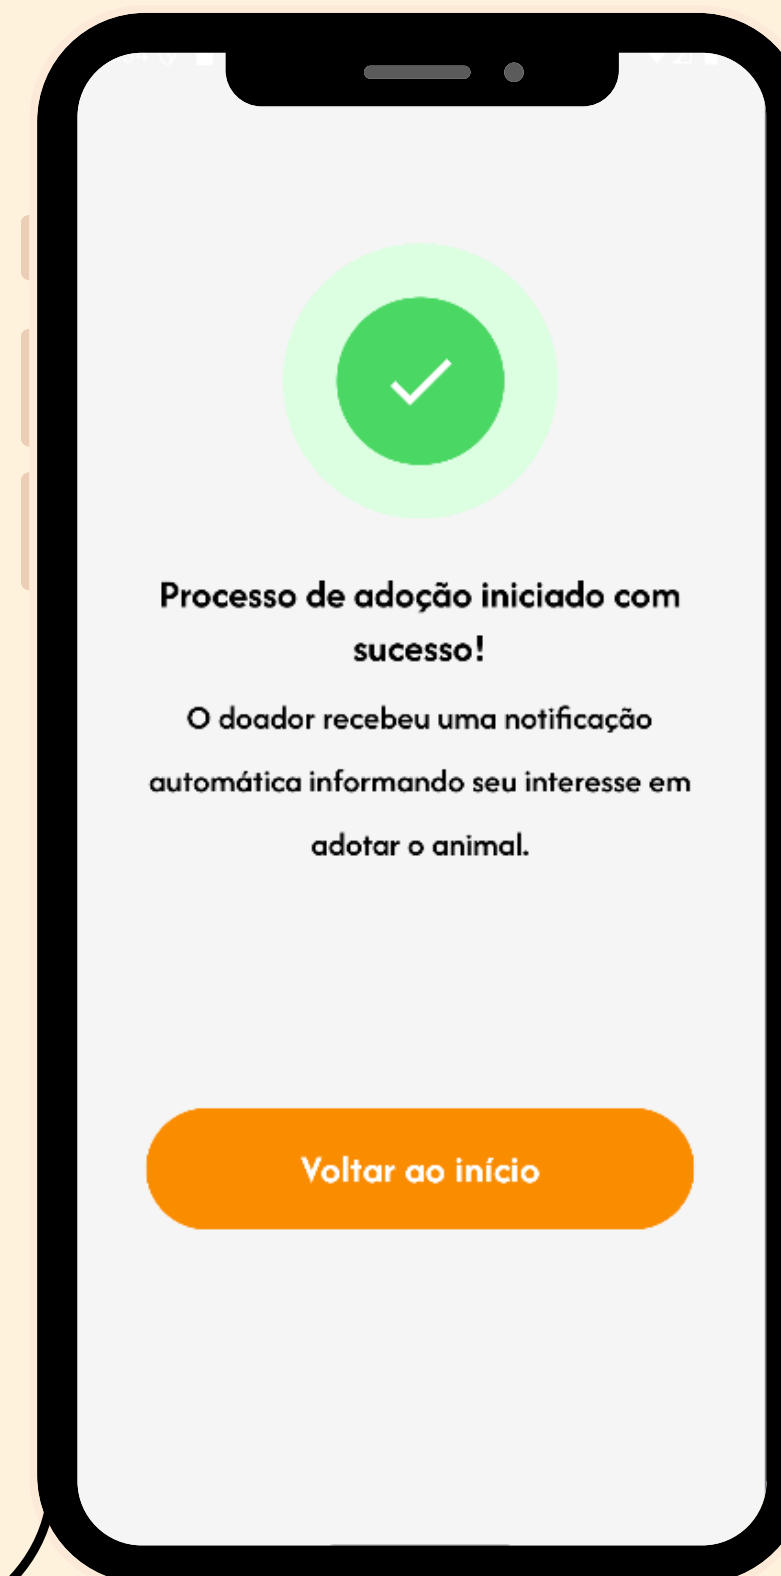 Processo de adoção iniciado com
sucesso!
O doador recebeu uma notificação
automática informando seu interesse em
adotar o animal.
Voltar ao início